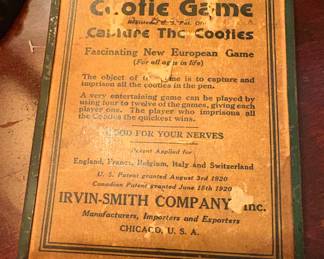 Cootie Game
Capture The Cooties
Fascinating New European Game
(For all ages in life)
The object of this game is to capture and
imprison all the cooties in the pen.
A very entertaining game can be played by
using four to twelve of the games, giving each
player one. The player who imprisons all
the Cooties the quickest wins.
GOOD FOR YOUR NERVES
Patent Applied for
England, France, Belgium, Italy and Switzerland
U. S. Patent granted August 3rd 1920
Canadian Patent granted June 15th 1920
IRVIN-SMITH COMPANY, Inc.
Manufacturers, Importers and Exporters
CHICAGO, U. S. A.